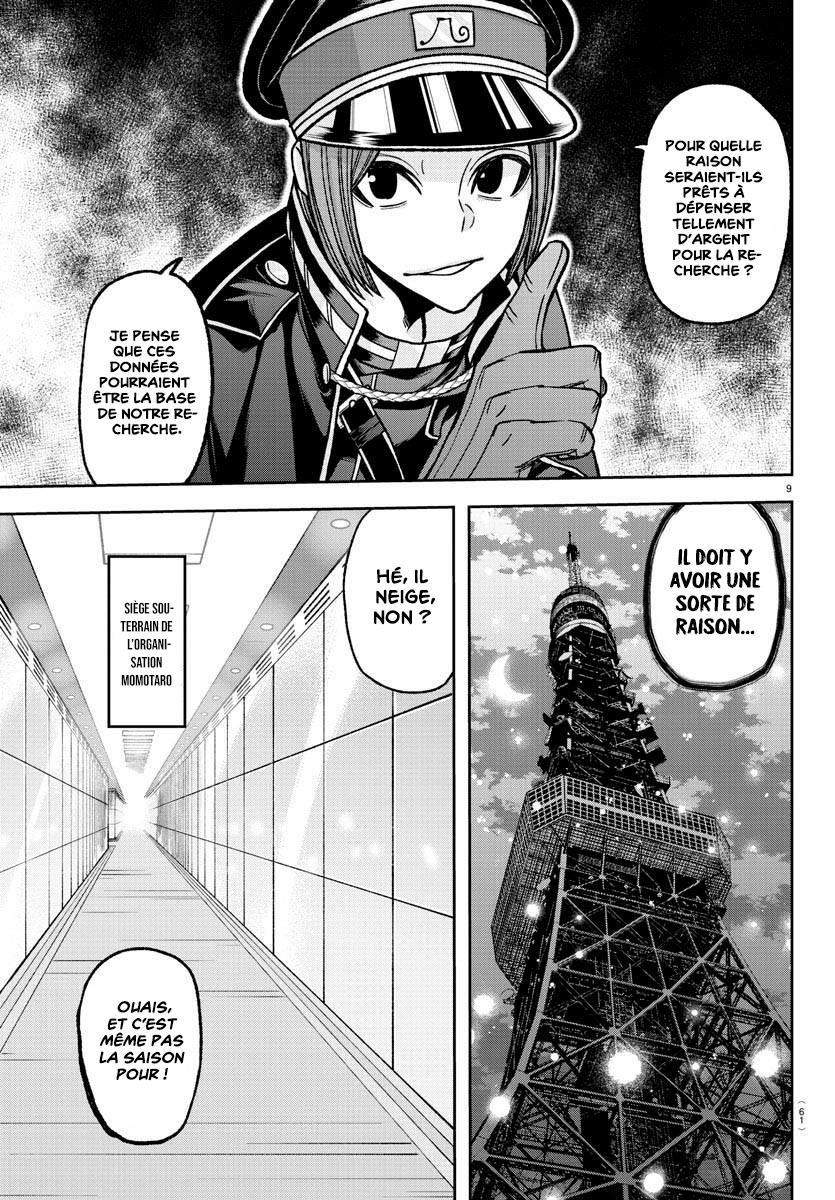 POUR QUELLE
RAISON
SERAIENT-ILS
PRÊTS À
DÉPENSER
TELLEMENT
D'ARGENT
POUR LA RE-
CHERCHE ?
JE PENSE
QUE CES
DONNÉES
POURRAIENT
ÊTRE LA BASE
DE NOTRE RE-
CHERCHE.
9
IL DOIT Y
AVOIR UNE
SORTE DE
RAISON...
HÉ, IL
NEIGE,
NON ?
SIÈGE SOU-
TERRAIN DE
L'ORGANI-
SATION
MOMOTARO
OUAIS,
ET C'EST
MÊME PAS
LA SAISON
POUR !
(61)